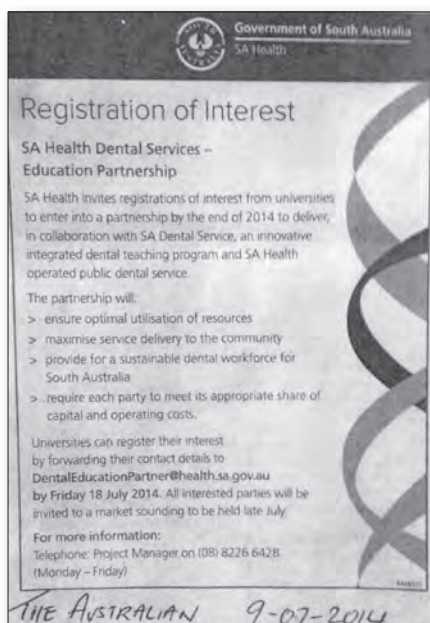 Government of South Australia
SA Health
Registration of Interest
SA Health Dental Services –
Education Partnership
SA Health invites registrations of interest from universities
to enter into a partnership by the end of 2014 to deliver,
in collaboration with SA Dental Service, an innovative
integrated dental teaching program and SA Health
operated public dental service.
The partnership will:
> ensure optimal utilisation of resources
> maximise service delivery to the community
> provide for a sustainable dental workforce for
South Australia
> require each party to meet its appropriate share of
capital and operating costs.
Universities can register their interest
by forwarding their contact details to
DentalEducationPartner@health.sa.gov.au
by Friday 18 July 2014. All interested parties will be
invited to a market sounding to be held late July.
For more information:
Telephone: Project Manager on (08) 8226 6428
(Monday – Friday)
THE AUSTRALIAN 9-07-2014